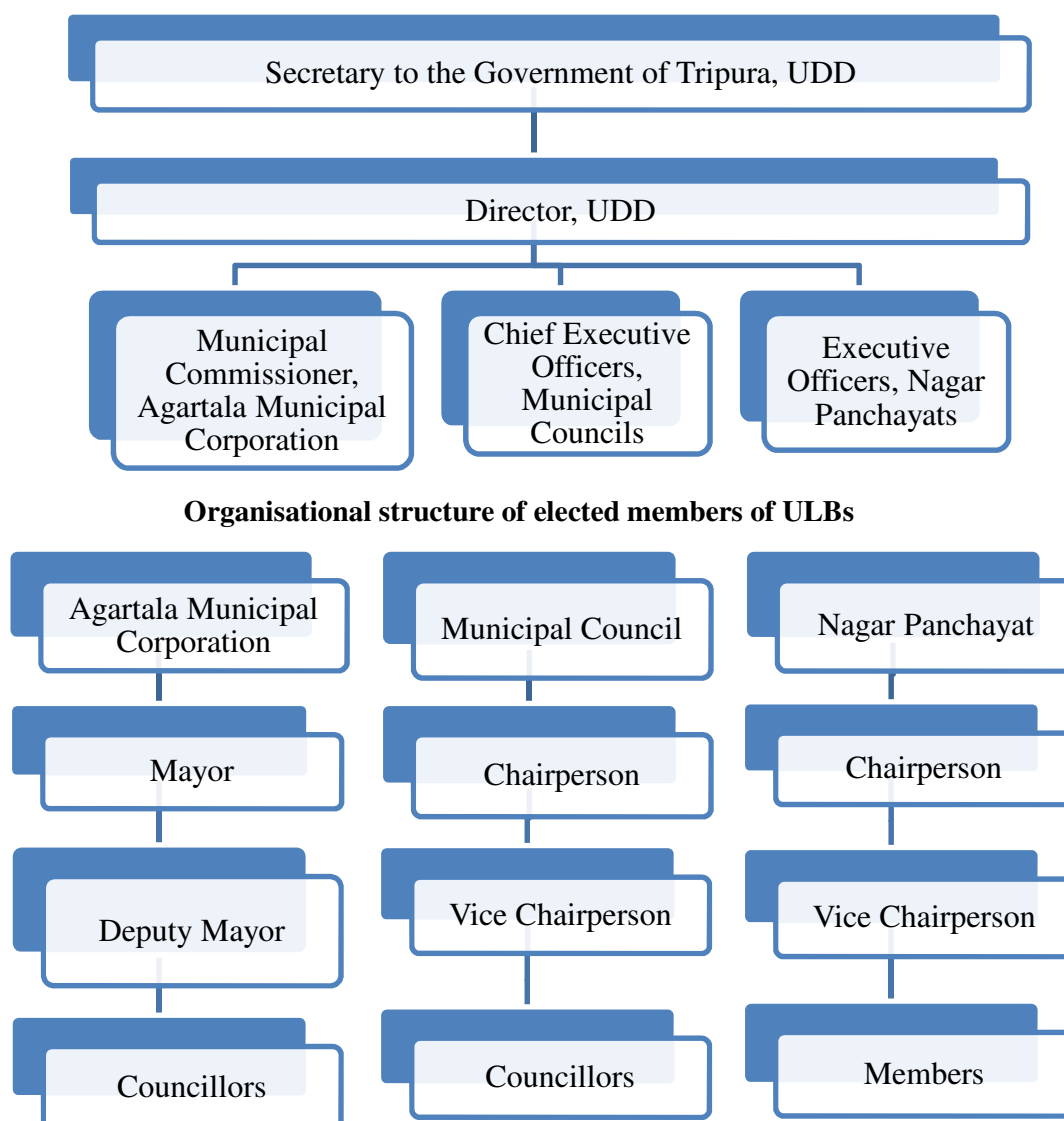 Secretary to the Government of Tripura, UDD
Director, UDD
Municipal
Commissioner,
Agartala Municipal
Corporation
Chief Executive
Officers,
Municipal
Councils
Executive
Officers, Nagar
Panchayats
Organisational structure of elected members of ULBs
Agartala Municipal
Corporation
Mayor
Deputy Mayor
Councillors
Municipal Council
Chairperson
Vice Chairperson
Councillors
Nagar Panchayat
Chairperson
Vice Chairperson
Members